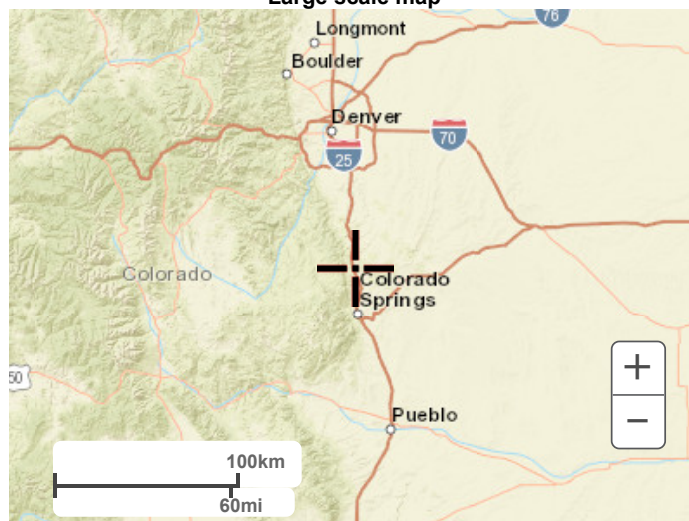 Large scale map
76
Longmont
Boulder
Denver
70
25
Colorado
Colorado
Springs
50
Pueblo
100km
60mi
+
−